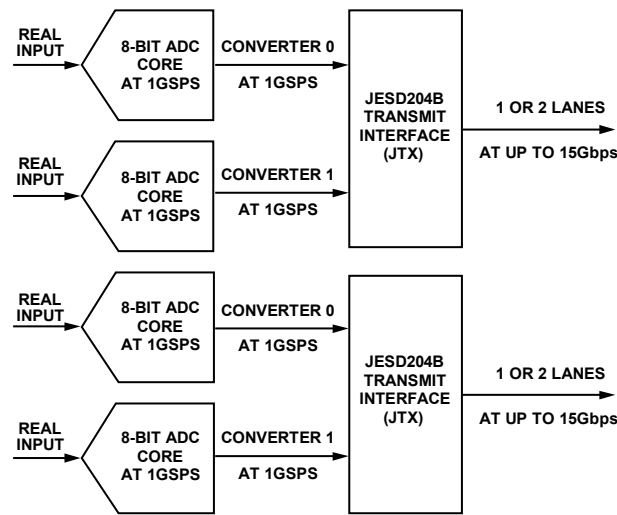 REAL
INPUT
8-BIT ADC
CORE
AT 1GSPS
CONVERTER 0
AT 1GSPS
REAL
INPUT
8-BIT ADC
CORE
AT 1GSPS
CONVERTER 1
AT 1GSPS
JESD204B
TRANSMIT
INTERFACE
(JTX)
1 OR 2 LANES
AT UP TO 15Gbps
REAL
INPUT
8-BIT ADC
CORE
AT 1GSPS
CONVERTER 0
AT 1GSPS
REAL
INPUT
8-BIT ADC
CORE
AT 1GSPS
CONVERTER 1
AT 1GSPS
JESD204B
TRANSMIT
INTERFACE
(JTX)
1 OR 2 LANES
AT UP TO 15Gbps